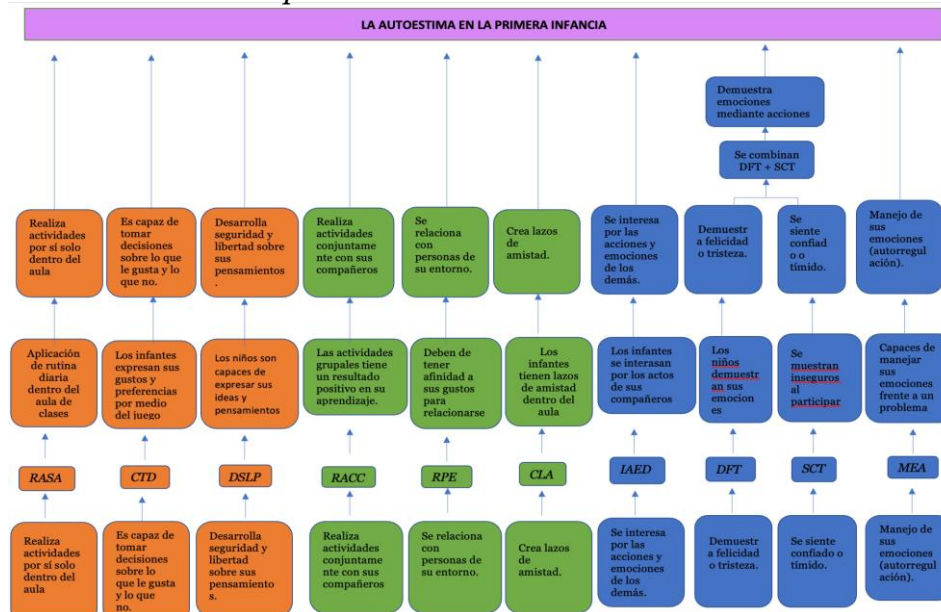 LA AUTOESTIMA EN LA PRIMERA INFANCIA
Demuestra
emociones
mediante acciones
Se combinan
DFT + SCT
Realiza
actividades
por sí solo
dentro del
aula
Es capaz de
tomar
decisiones
sobre lo que
le gusta y lo
que no.
Desarrolla
seguridad y
libertad sobre
sus
pensamientos
.
Realiza
actividades
conjuntame
nte con sus
compañeros
Se
relaciona
con
personas de
su entorno.
Crea lazos
de
amistad.
Se interesa
por las
acciones y
emociones
de los
demás.
Demuestr
a felicidad
o tristeza.
Se
siente
confiad
o o
tímido.
Manejo de
sus
emociones
(autorregul
ación).
Aplicación
de rutina
diaria
dentro del
aula de
clases
Los infantes
expresan sus
gustos y
preferencias
por medio
del juego
Los niños son
capaces de
expresar sus
ideas y
pensamientos
Las actividades
grupales tiene
un resultado
positivo en su
aprendizaje.
Deben de
tener
afinidad a
sus gustos
para
relacionarse
Los
infantes
tienen lazos
de amistad
dentro del
aula
Los infantes
se interasan
por los actos
de sus
compañeros
Los
niños
demuestr
an sus
emocion
es
Se
muestran
inseguros
al
participar
Capaces de
manejar
sus
emociones
frente a un
problema
RASA
CTD
DSLP
RACC
RPE
CLA
IAED
DFT
SCT
MEA
Realiza
actividades
por sí solo
dentro del
aula
Es capaz de
tomar
decisiones
sobre lo
que le gusta
y lo que
no.
Desarrolla
seguridad y
libertad
sobre sus
pensamiento
s.
Realiza
actividades
conjuntame
nte con sus
compañeros
Se relaciona
con
personas de
su entorno.
Crea lazos de
amistad.
Se interesa
por las
acciones y
emociones
de los
demás.
Demuestr
a felicidad
o tristeza.
Se siente
confiado o
tímido.
Manejo de
sus
emociones
(autorregul
ación).